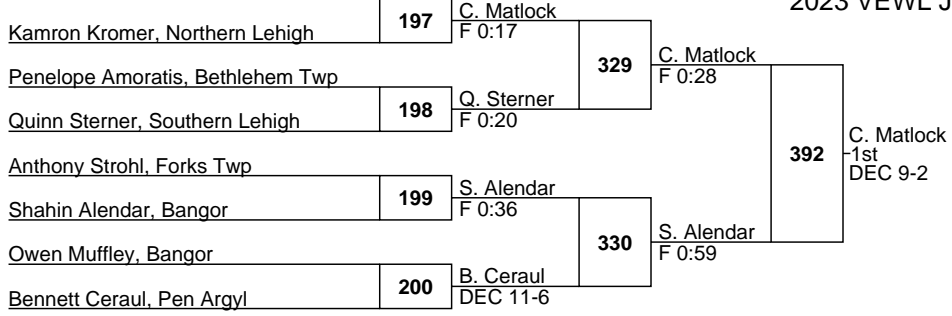 2023 VEWL J
197
C. Matlock
Kamron Kromer, Northern Lehigh
F 0:17
329
C. Matlock
Penelope Amoratis, Bethlehem Twp
F 0:28
198
Q. Sterner
Quinn Sterner, Southern Lehigh
F 0:20
392
C. Matlock
1st
DEC 9-2
Anthony Strohl, Forks Twp
199
S. Alendar
Shahin Alendar, Bangor
F 0:36
330
S. Alendar
Owen Muffley, Bangor
F 0:59
200
B. Ceraul
Bennett Ceraul, Pen Argyl
DEC 11-6